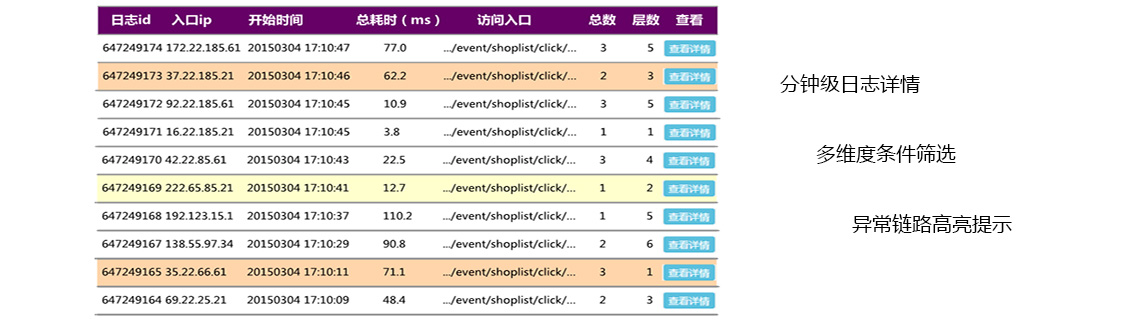 日志id 入口ip 开始时间 总耗时（ms） 访问入口 总数 层数 查看
647249174 172.22.185.61 20150304 17:10:47 77.0 .../event/shoplist/click/... 3 5 查看详情
647249173 37.22.185.21 20150304 17:10:46 62.2 .../event/shoplist/click/... 2 3 查看详情
647249172 92.22.185.61 20150304 17:10:45 10.9 .../event/shoplist/click/... 3 5 查看详情
647249171 16.22.185.21 20150304 17:10:45 3.8 .../event/shoplist/click/... 1 1 查看详情
647249170 42.22.85.61 20150304 17:10:43 22.5 .../event/shoplist/click/... 3 4 查看详情
647249169 222.65.85.21 20150304 17:10:41 12.7 .../event/shoplist/click/... 1 2 查看详情
647249168 192.123.15.1 20150304 17:10:37 110.2 .../event/shoplist/click/... 1 5 查看详情
647249167 138.55.97.34 20150304 17:10:29 90.8 .../event/shoplist/click/... 2 6 查看详情
647249165 35.22.66.61 20150304 17:10:11 71.1 .../event/shoplist/click/... 3 1 查看详情
647249164 69.22.25.21 20150304 17:10:09 48.4 .../event/shoplist/click/... 2 3 查看详情
分钟级日志详情
多维度条件筛选
异常链路高亮提示